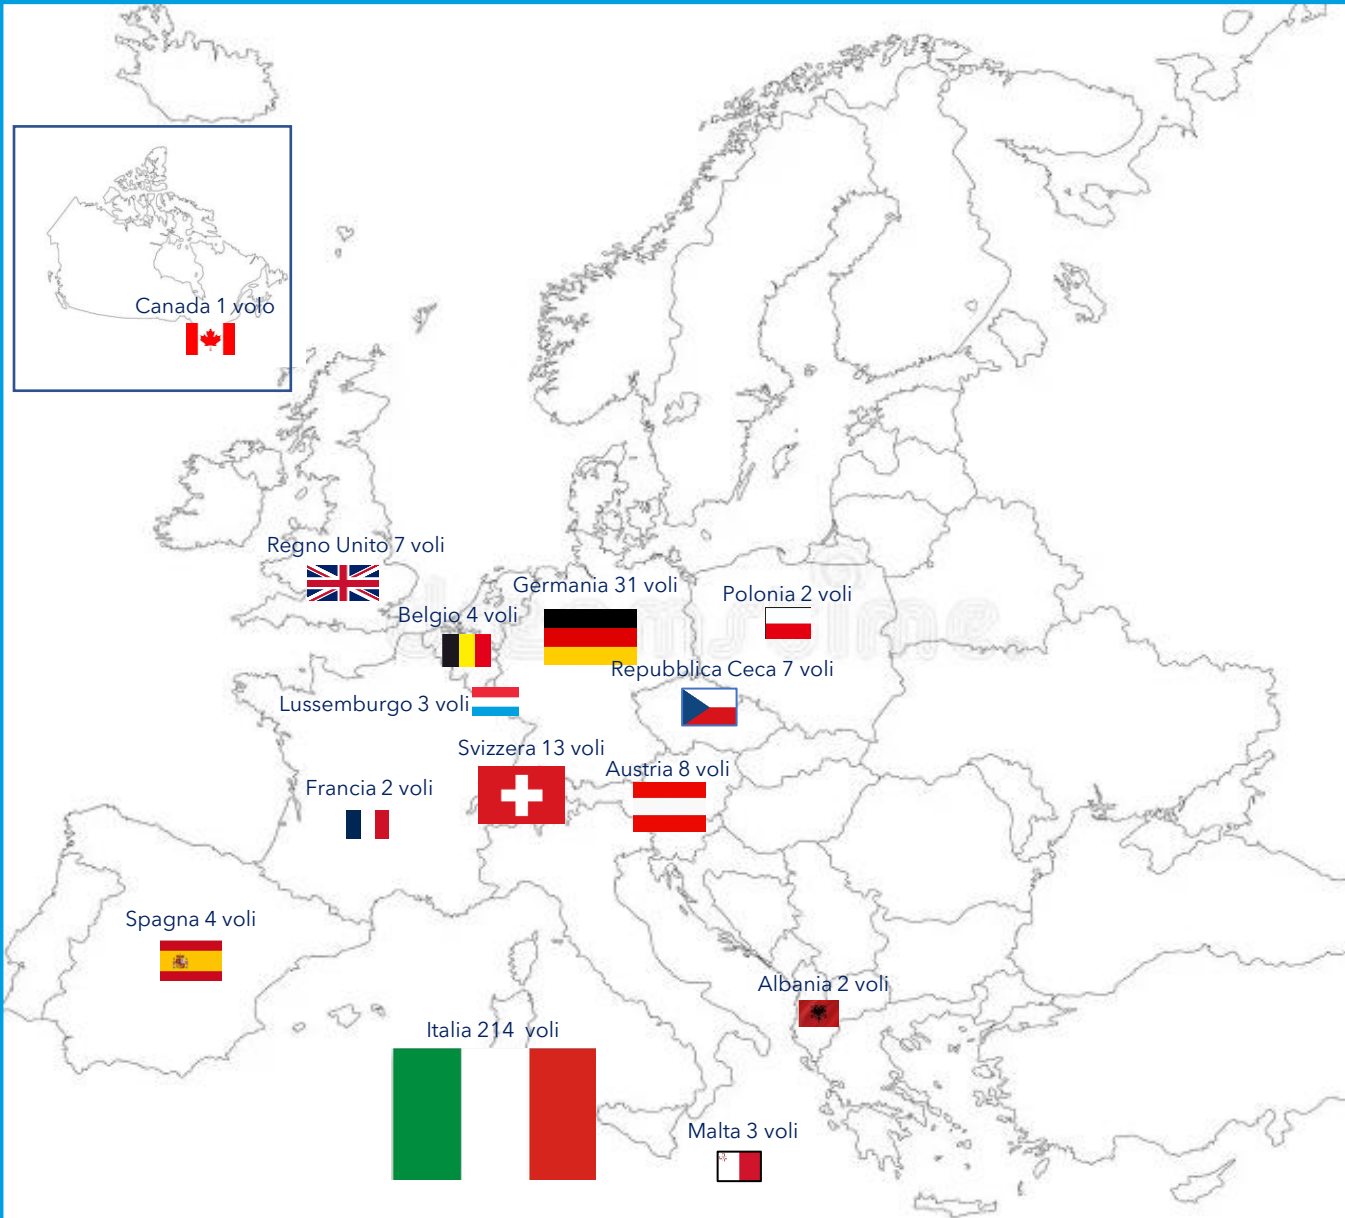 Canada 1 volo
Regno Unito 7 voli
Germania 31 voli
Polonia 2 voli
Belgio 4 voli
Repubblica Ceca 7 voli
Lussemburgo 3 voli
Svizzera 13 voli
Austria 8 voli
Francia 2 voli
Spagna 4 voli
Albania 2 voli
Italia 214 voli
Malta 3 voli